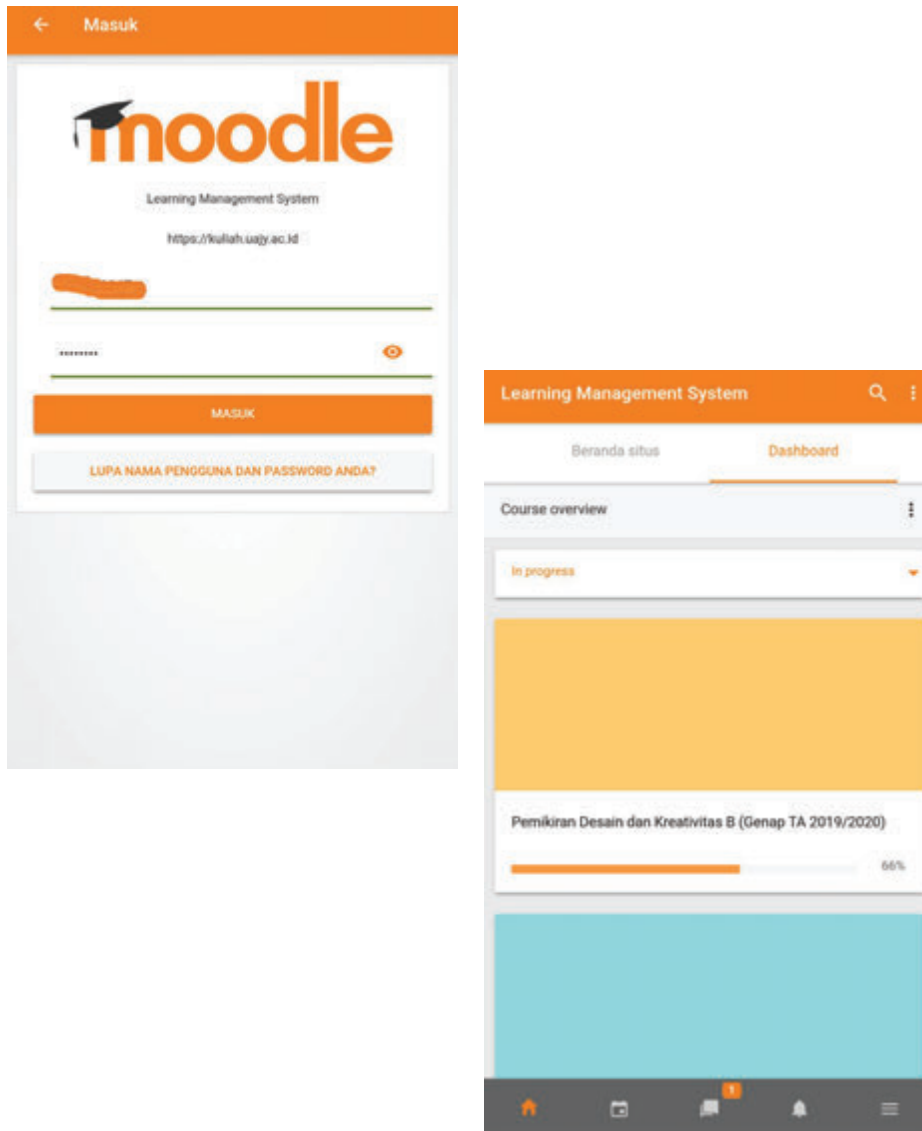 Masuk
moodle
Learning Management System
https://kuliah.uajy.ac.id
••••••••
MASUK
LUPA NAMA PENGGUNA DAN PASSWORD ANDA?
Learning Management System
Beranda situs
Dashboard
Course overview
In progress
Pemikiran Desain dan Kreativitas B (Genap TA 2019/2020)
66%
1